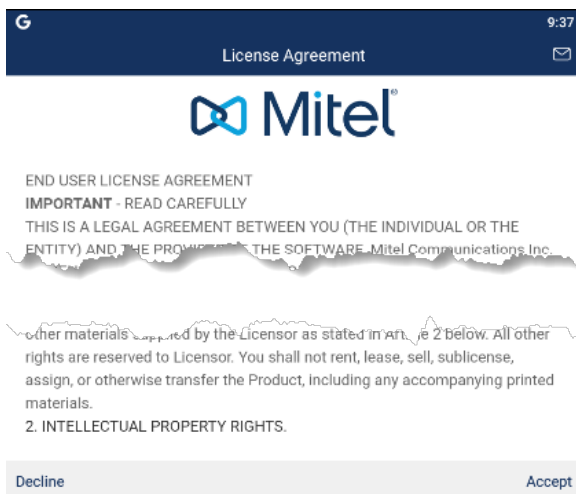 G
9:37
License Agreement
Mitel®
END USER LICENSE AGREEMENT
IMPORTANT - READ CAREFULLY
THIS IS A LEGAL AGREEMENT BETWEEN YOU (THE INDIVIDUAL OR THE
ENTITY) AND THE THE SOFTWARE, Mitel Communications Inc.
other materials supplied by the Licensor as stated in 2 below. All other
rights are reserved to Licensor. You shall not rent, lease, sell, sublicense,
assign, or otherwise transfer the Product, including any accompanying printed
materials.
2. INTELLECTUAL PROPERTY RIGHTS.
Decline
Accept